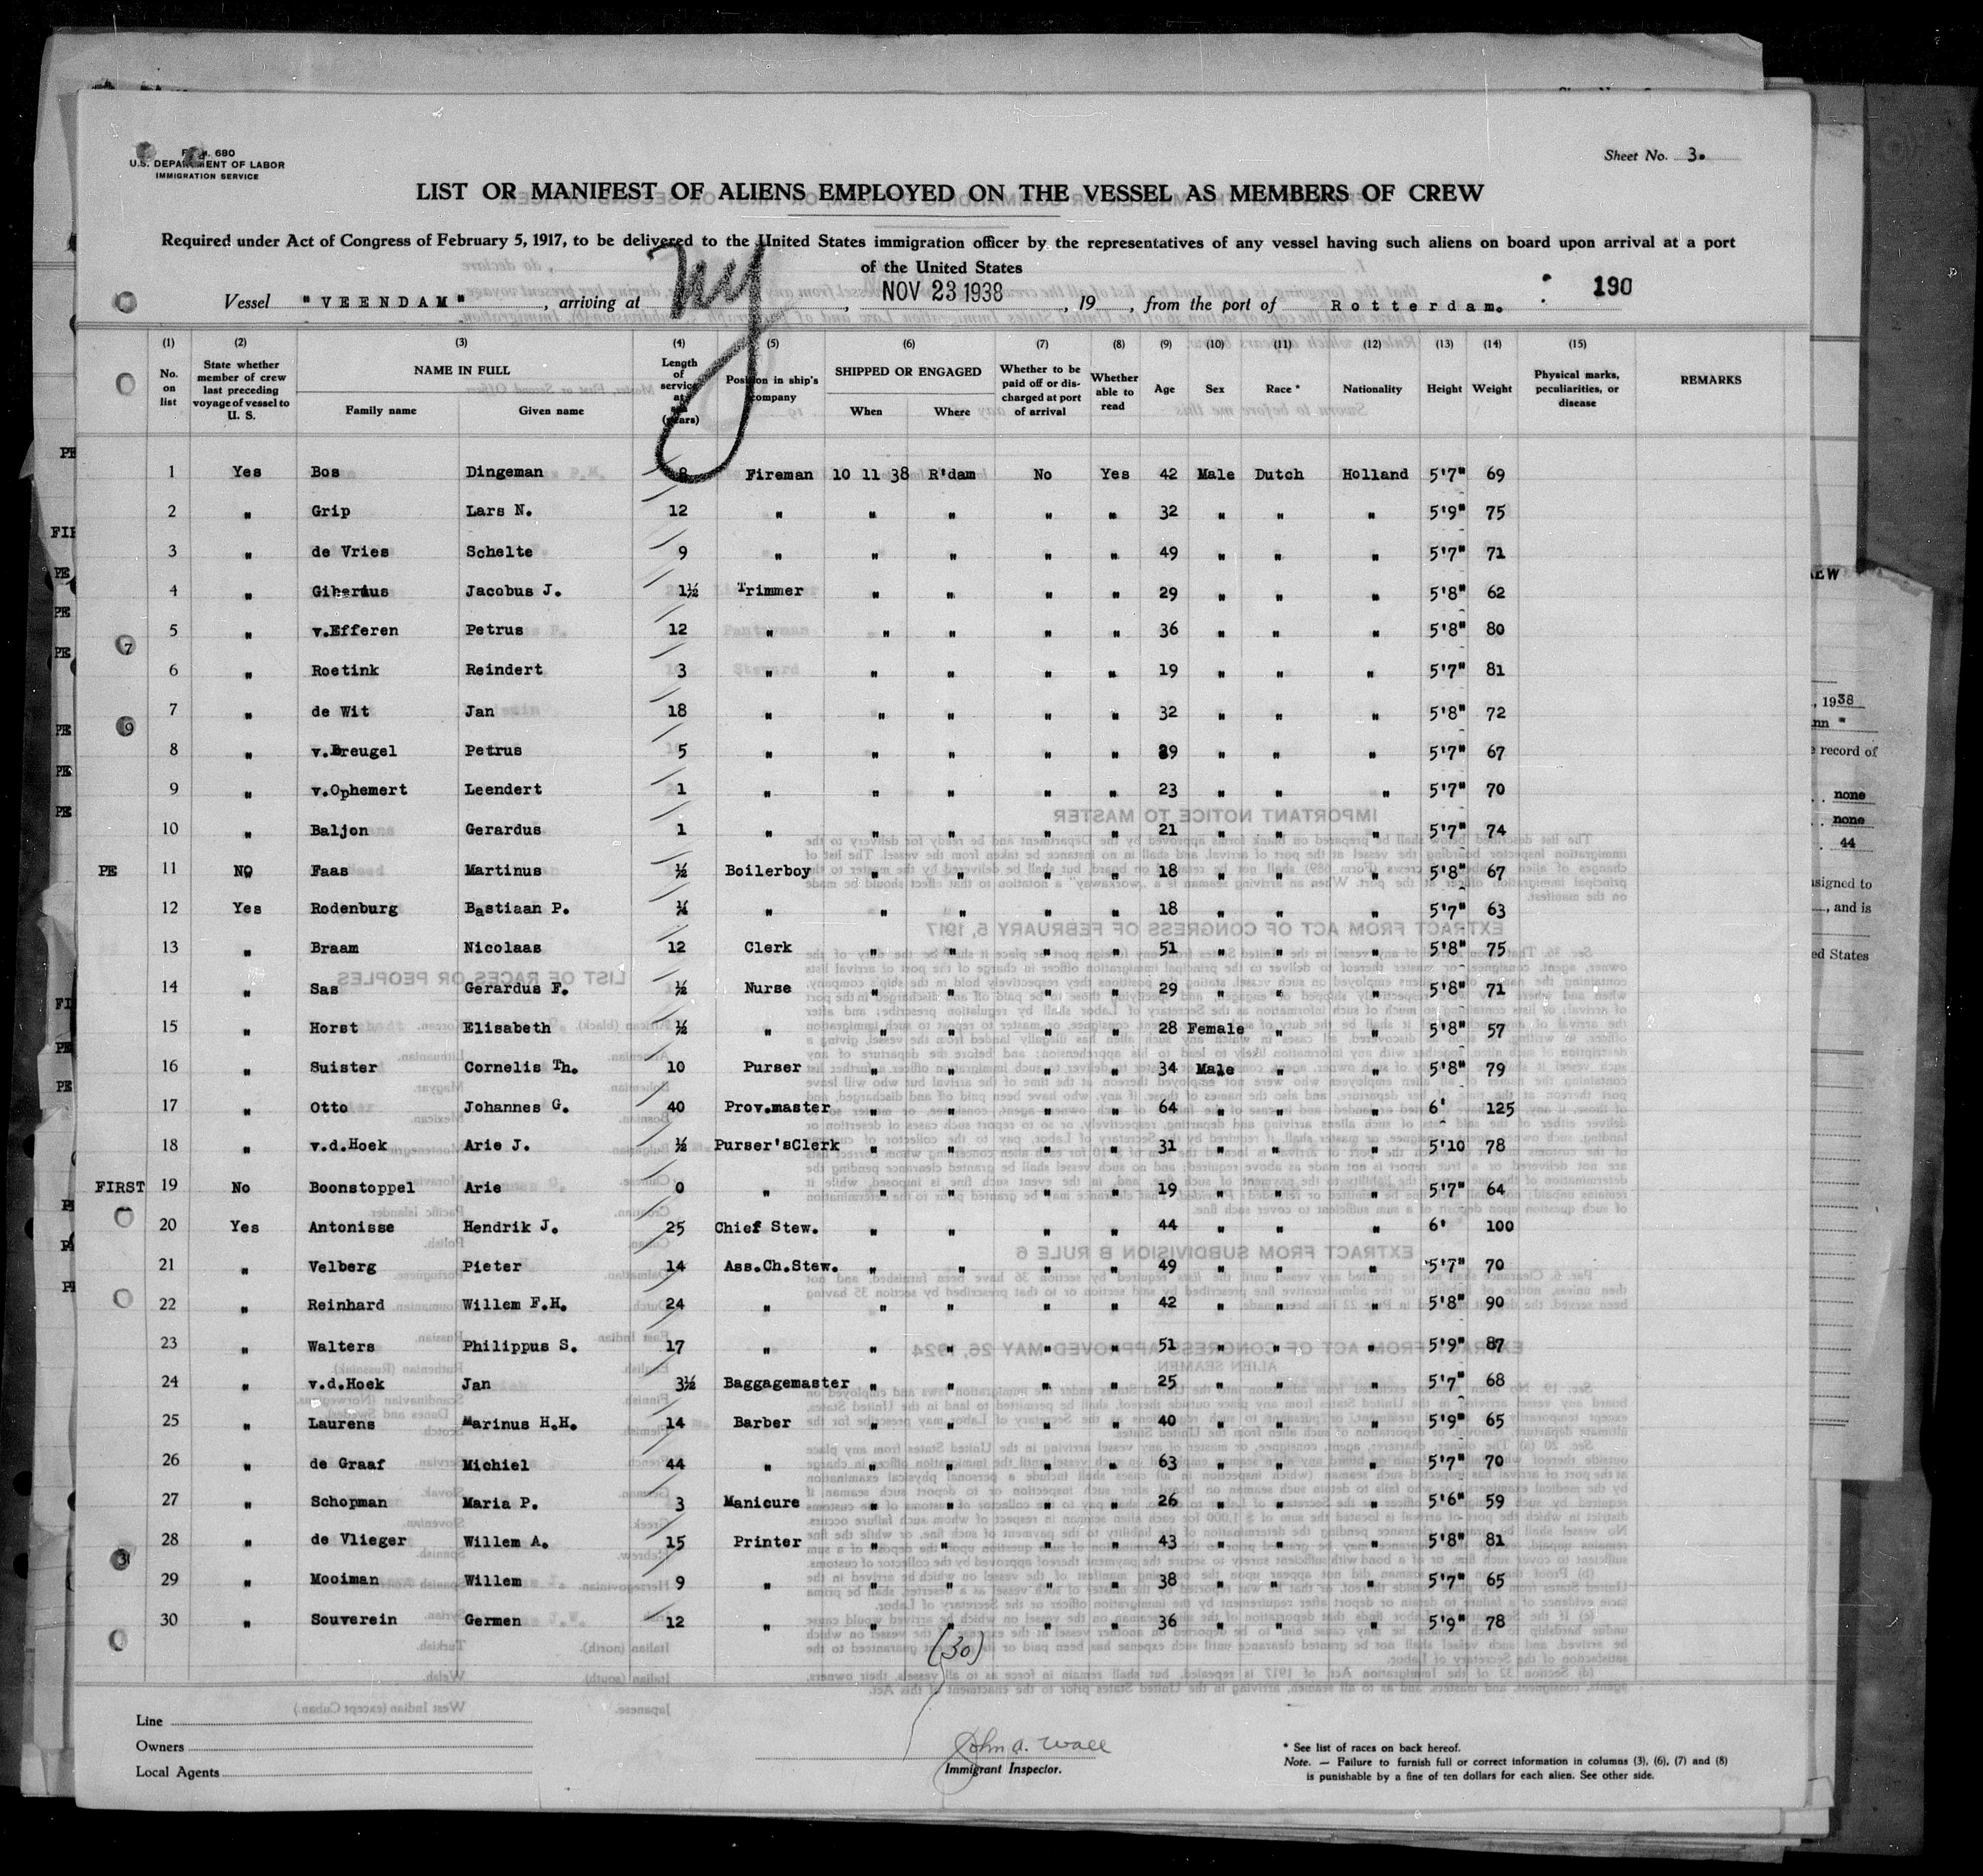 FORM 680
U.S. DEPARTMENT OF LABOR
IMMIGRATION SERVICE
Sheet No. 3.
LIST OR MANIFEST OF ALIENS EMPLOYED ON THE VESSEL AS MEMBERS OF CREW
Required under Act of Congress of February 5, 1917, to be delivered to the United States immigration officer by the representatives of any vessel having such aliens on board upon arrival at a port
of the United States
Vessel "VEENDAM", arriving at NY, NOV 23 1938, 19, from the port of Rotterdam. 190
(1) (2) (3) (4) (5) (6) (7) (8) (9) (10) (11) (12) (13) (14) (15)
No. on list State whether member of crew last preceding voyage of vessel to U. S. NAME IN FULL Family name Given name Length of service at sea (years) Position in ship's company SHIPPED OR ENGAGED When Where Whether to be paid off or discharged at port of arrival Whether able to read Age Sex Race * Nationality Height Weight Physical marks, peculiarities, or disease REMARKS
1 Yes Bos Dingeman 8 Fireman 10 11 38 R'dam No Yes 42 Male Dutch Holland 5'7" 69
2 " Grip Lars N. 12 " " " " " 32 " " " 5'9" 75
3 " de Vries Schelte 9 " " " " " 49 " " " 5'7" 71
4 " Giberius Jacobus J. 1½ Trimmer " " " " 29 " " " 5'8" 62
5 " v.Efferen Petrus 12 " " " " " 36 " " " 5'8" 80
6 " Roetink Reindert 3 " " " " " 19 " " " 5'7" 81
7 " de Wit Jan 18 " " " " " 32 " " " 5'8" 72
8 " v.Breugel Petrus 5 " " " " " 39 " " " 5'7" 67
9 " v.Ophemert Leendert 1 " " " " " 23 " " " 5'7" 70
10 " Baljon Gerardus 1 " " " " " 21 " " " 5'7" 74
PE 11 NO Faas Martinus ½ Boilerboy " " " " 18 " " " 5'8" 67
12 Yes Rodenburg Bastiaan P. " " " " " 18 " " " 5'7" 63
13 " Braam Nicolaas 12 Clerk " " " " 51 " " " 5'8" 75
14 " Sas Gerardus F. ½ Nurse " " " " 29 " " " 5'8" 71
15 " Horst Elisabeth ½ " " " " " 28 Female " " 5'8" 57
16 " Suister Cornelis Th. 10 Purser " " " " 34 Male " " 5'8" 79
17 " Otto Johannes G. 40 Prov.master " " " " 64 " " " 6' 125
18 " v.d.Hoek Arie J. ½ Purser'sClerk " " " " 31 " " " 5'10 78
FIRST 19 No Boonstoppel Arie 0 " " " " " 19 " " " 5'7" 64
20 Yes Antonisse Hendrik J. 25 Chief Stew. " " " " 44 " " " 6' 100
21 " Velberg Pieter 14 Ass.Ch.Stew. " " " " 49 " " " 5'7" 70
22 " Reinhard Willem F.H. 24 " " " " " 42 " " " 5'8" 90
23 " Walters Philippus S. 17 " " " " " 51 " " " 5'9" 87
24 " v.d.Hoek Jan 3½ Baggagemaster " " " " 25 " " " 5'7" 68
25 " Laurens Marinus H.H. 14 Barber " " " " 40 " " " 5'9" 65
26 " de Graaf Michiel 44 " " " " " 63 " " " 5'7" 70
27 " Schopman Maria P. 3 Manicure " " " " 26 " " " 5'6" 59
28 " de Vlieger Willem A. 15 Printer " " " " 43 " " " 5'8" 81
29 " Mooiman Willem 9 " " " " " 38 " " " 5'7" 65
30 " Souverein Germen 12 " " " " " 36 " " " 5'9" 78
(30)
Line
Owners
Local Agents
John A. Wall
Immigrant Inspector.
* See list of races on back hereof.
Note. — Failure to furnish full or correct information in columns (3), (6), (7) and (8)
is punishable by a fine of ten dollars for each alien. See other side.
, 1938
e record of
none
none
44
signed to
, and is
ed States